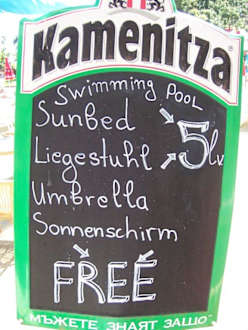 Kamenitza
Swimming POOL
Sunbed
Liegestuhl 5lv
Umbrella
Sonnenschirm
FREE
МЪЖЕТЕ ЗНАЯТ ЗАЩО